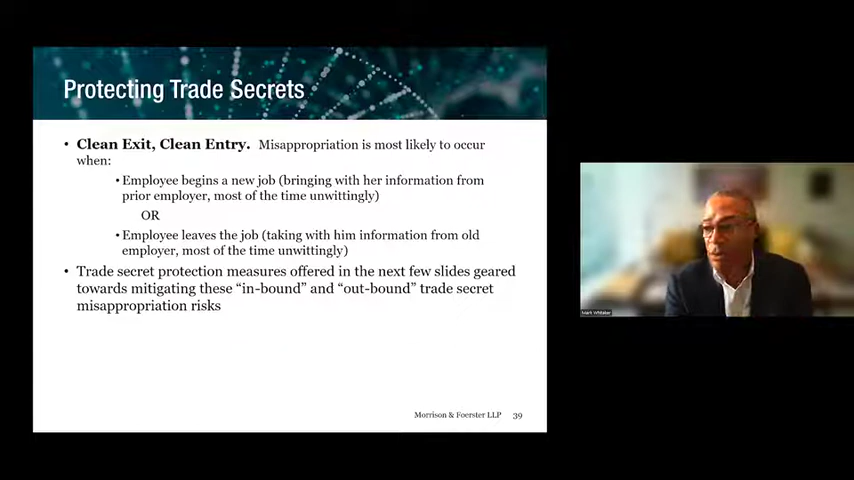 Protecting Trade Secrets
• Clean Exit, Clean Entry. Misappropriation is most likely to occur
when:
• Employee begins a new job (bringing with her information from
prior employer, most of the time unwittingly)
OR
• Employee leaves the job (taking with him information from old
employer, most of the time unwittingly)
• Trade secret protection measures offered in the next few slides geared
towards mitigating these “in-bound” and “out-bound” trade secret
misappropriation risks
Morrison & Foerster LLP 39
Mark Whitaker